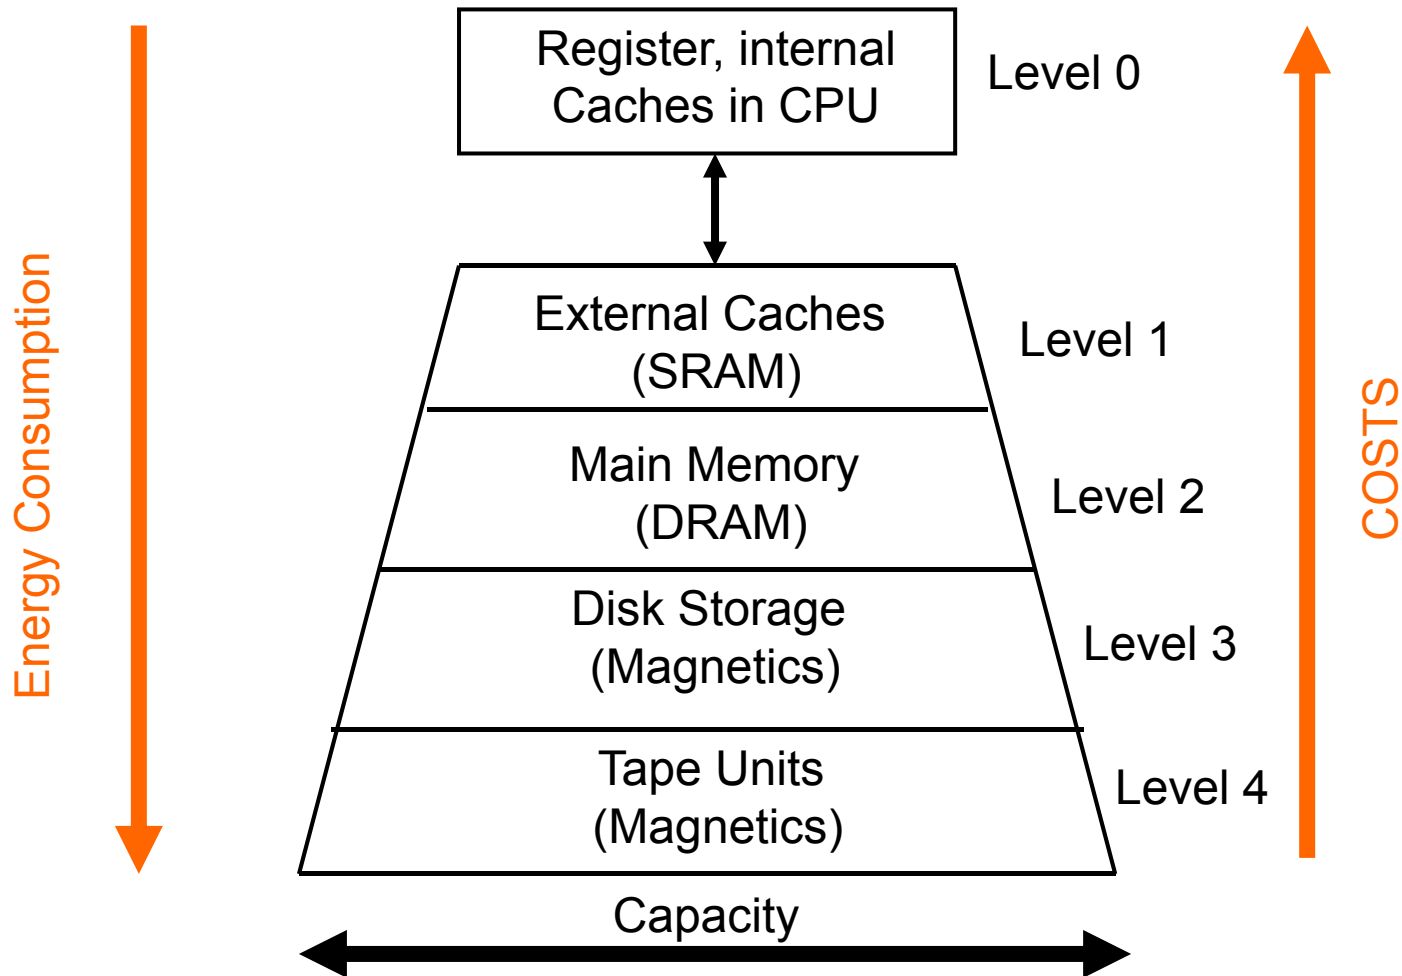 Register, internal
Caches in CPU
Level 0
External Caches
(SRAM)
Level 1
Main Memory
(DRAM)
Level 2
Disk Storage
(Magnetics)
Level 3
Tape Units
(Magnetics)
Level 4
Capacity
Energy Consumption
COSTS